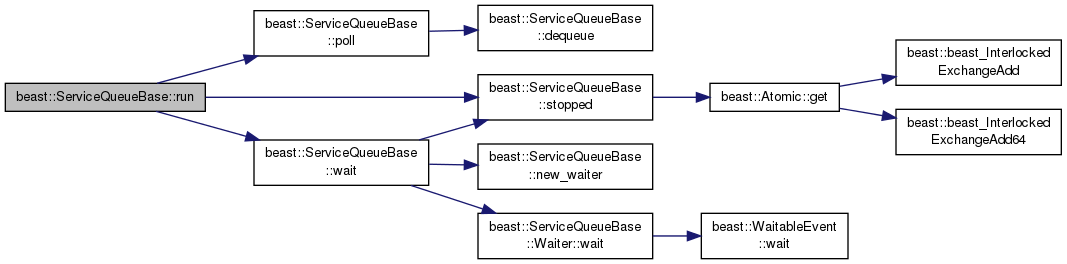 beast::ServiceQueueBase::run
beast::ServiceQueueBase
::poll
beast::ServiceQueueBase
::dequeue
beast::ServiceQueueBase
::stopped
beast::ServiceQueueBase
::wait
beast::ServiceQueueBase
::new_waiter
beast::ServiceQueueBase
::Waiter::wait
beast::Atomic::get
beast::WaitableEvent
::wait
beast::beast_Interlocked
ExchangeAdd
beast::beast_Interlocked
ExchangeAdd64